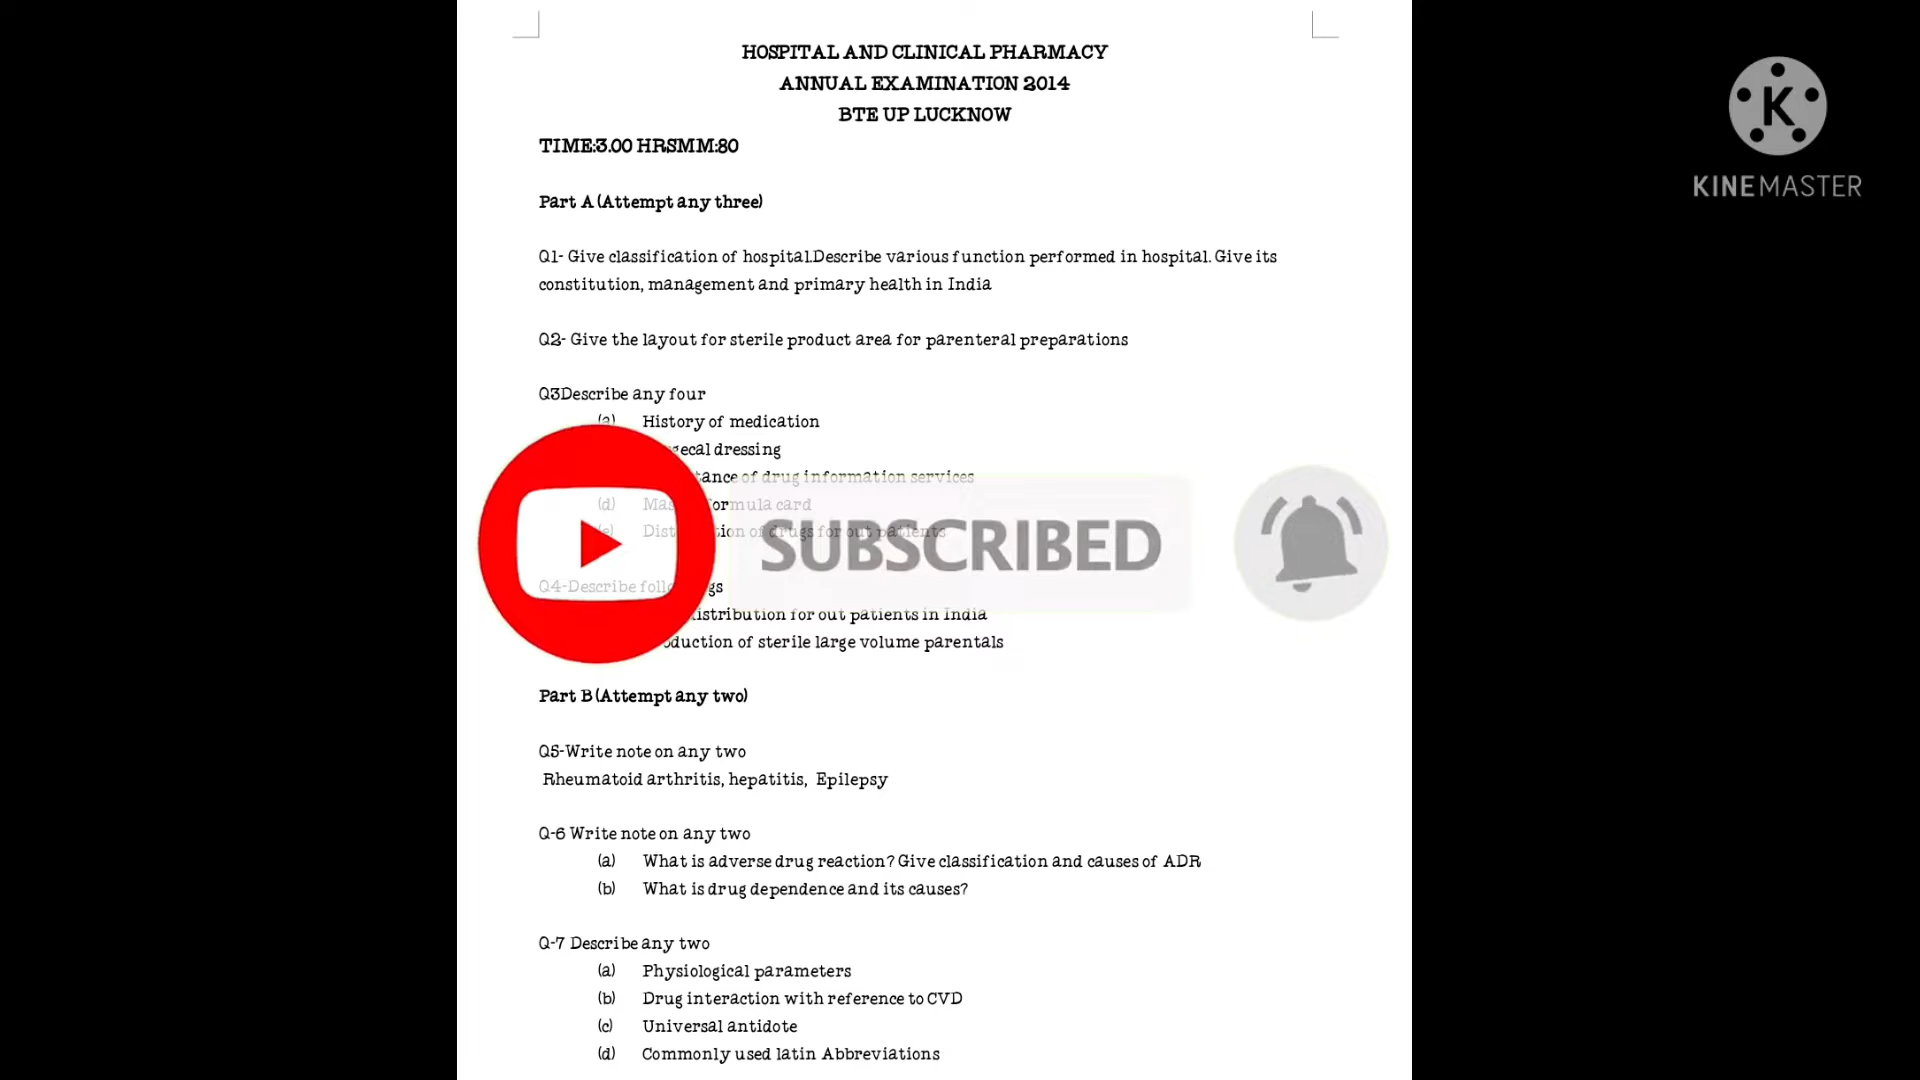 HOSPITAL AND CLINICAL PHARMACY
ANNUAL EXAMINATION 2014
BTE UP LUCKNOW
TIME:3.00 HRSMM:80
Part A (Attempt any three)
Q1- Give classification of hospital.Describe various function performed in hospital. Give its
constitution, management and primary health in India
Q2- Give the layout for sterile product area for parenteral preparations
Q3Describe any four
(a) History of medication
dressing
of drug information services
(d) formula card
(e) of drugs for out patients
Q4-Describe
for out patients in India
of sterile large volume parentals
Part B (Attempt any two)
Q5-Write note on any two
Rheumatoid arthritis, hepatitis, Epilepsy
Q-6 Write note on any two
(a) What is adverse drug reaction? Give classification and causes of ADR
(b) What is drug dependence and its causes?
Q-7 Describe any two
(a) Physiological parameters
(b) Drug interaction with reference to CVD
(c) Universal antidote
(d) Commonly used latin Abbreviations
SUBSCRIBED
K
KINEMASTER